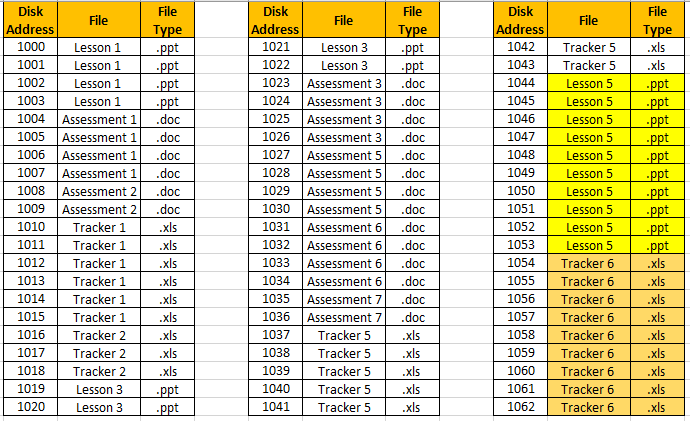 Disk Address File File Type Disk Address File File Type Disk Address File File Type
1000 Lesson 1 .ppt 1021 Lesson 3 .ppt 1042 Tracker 5 .xls
1001 Lesson 1 .ppt 1022 Lesson 3 .ppt 1043 Tracker 5 .xls
1002 Lesson 1 .ppt 1023 Assessment 3 .doc 1044 Lesson 5 .ppt
1003 Lesson 1 .ppt 1024 Assessment 3 .doc 1045 Lesson 5 .ppt
1004 Assessment 1 .doc 1025 Assessment 3 .doc 1046 Lesson 5 .ppt
1005 Assessment 1 .doc 1026 Assessment 3 .doc 1047 Lesson 5 .ppt
1006 Assessment 1 .doc 1027 Assessment 5 .doc 1048 Lesson 5 .ppt
1007 Assessment 1 .doc 1028 Assessment 5 .doc 1049 Lesson 5 .ppt
1008 Assessment 2 .doc 1029 Assessment 5 .doc 1050 Lesson 5 .ppt
1009 Assessment 2 .doc 1030 Assessment 5 .doc 1051 Lesson 5 .ppt
1010 Tracker 1 .xls 1031 Assessment 6 .doc 1052 Lesson 5 .ppt
1011 Tracker 1 .xls 1032 Assessment 6 .doc 1053 Lesson 5 .ppt
1012 Tracker 1 .xls 1033 Assessment 6 .doc 1054 Tracker 6 .xls
1013 Tracker 1 .xls 1034 Assessment 6 .doc 1055 Tracker 6 .xls
1014 Tracker 1 .xls 1035 Assessment 7 .doc 1056 Tracker 6 .xls
1015 Tracker 1 .xls 1036 Assessment 7 .doc 1057 Tracker 6 .xls
1016 Tracker 2 .xls 1037 Tracker 5 .xls 1058 Tracker 6 .xls
1017 Tracker 2 .xls 1038 Tracker 5 .xls 1059 Tracker 6 .xls
1018 Tracker 2 .xls 1039 Tracker 5 .xls 1060 Tracker 6 .xls
1019 Lesson 3 .ppt 1040 Tracker 5 .xls 1061 Tracker 6 .xls
1020 Lesson 3 .ppt 1041 Tracker 5 .xls 1062 Tracker 6 .xls